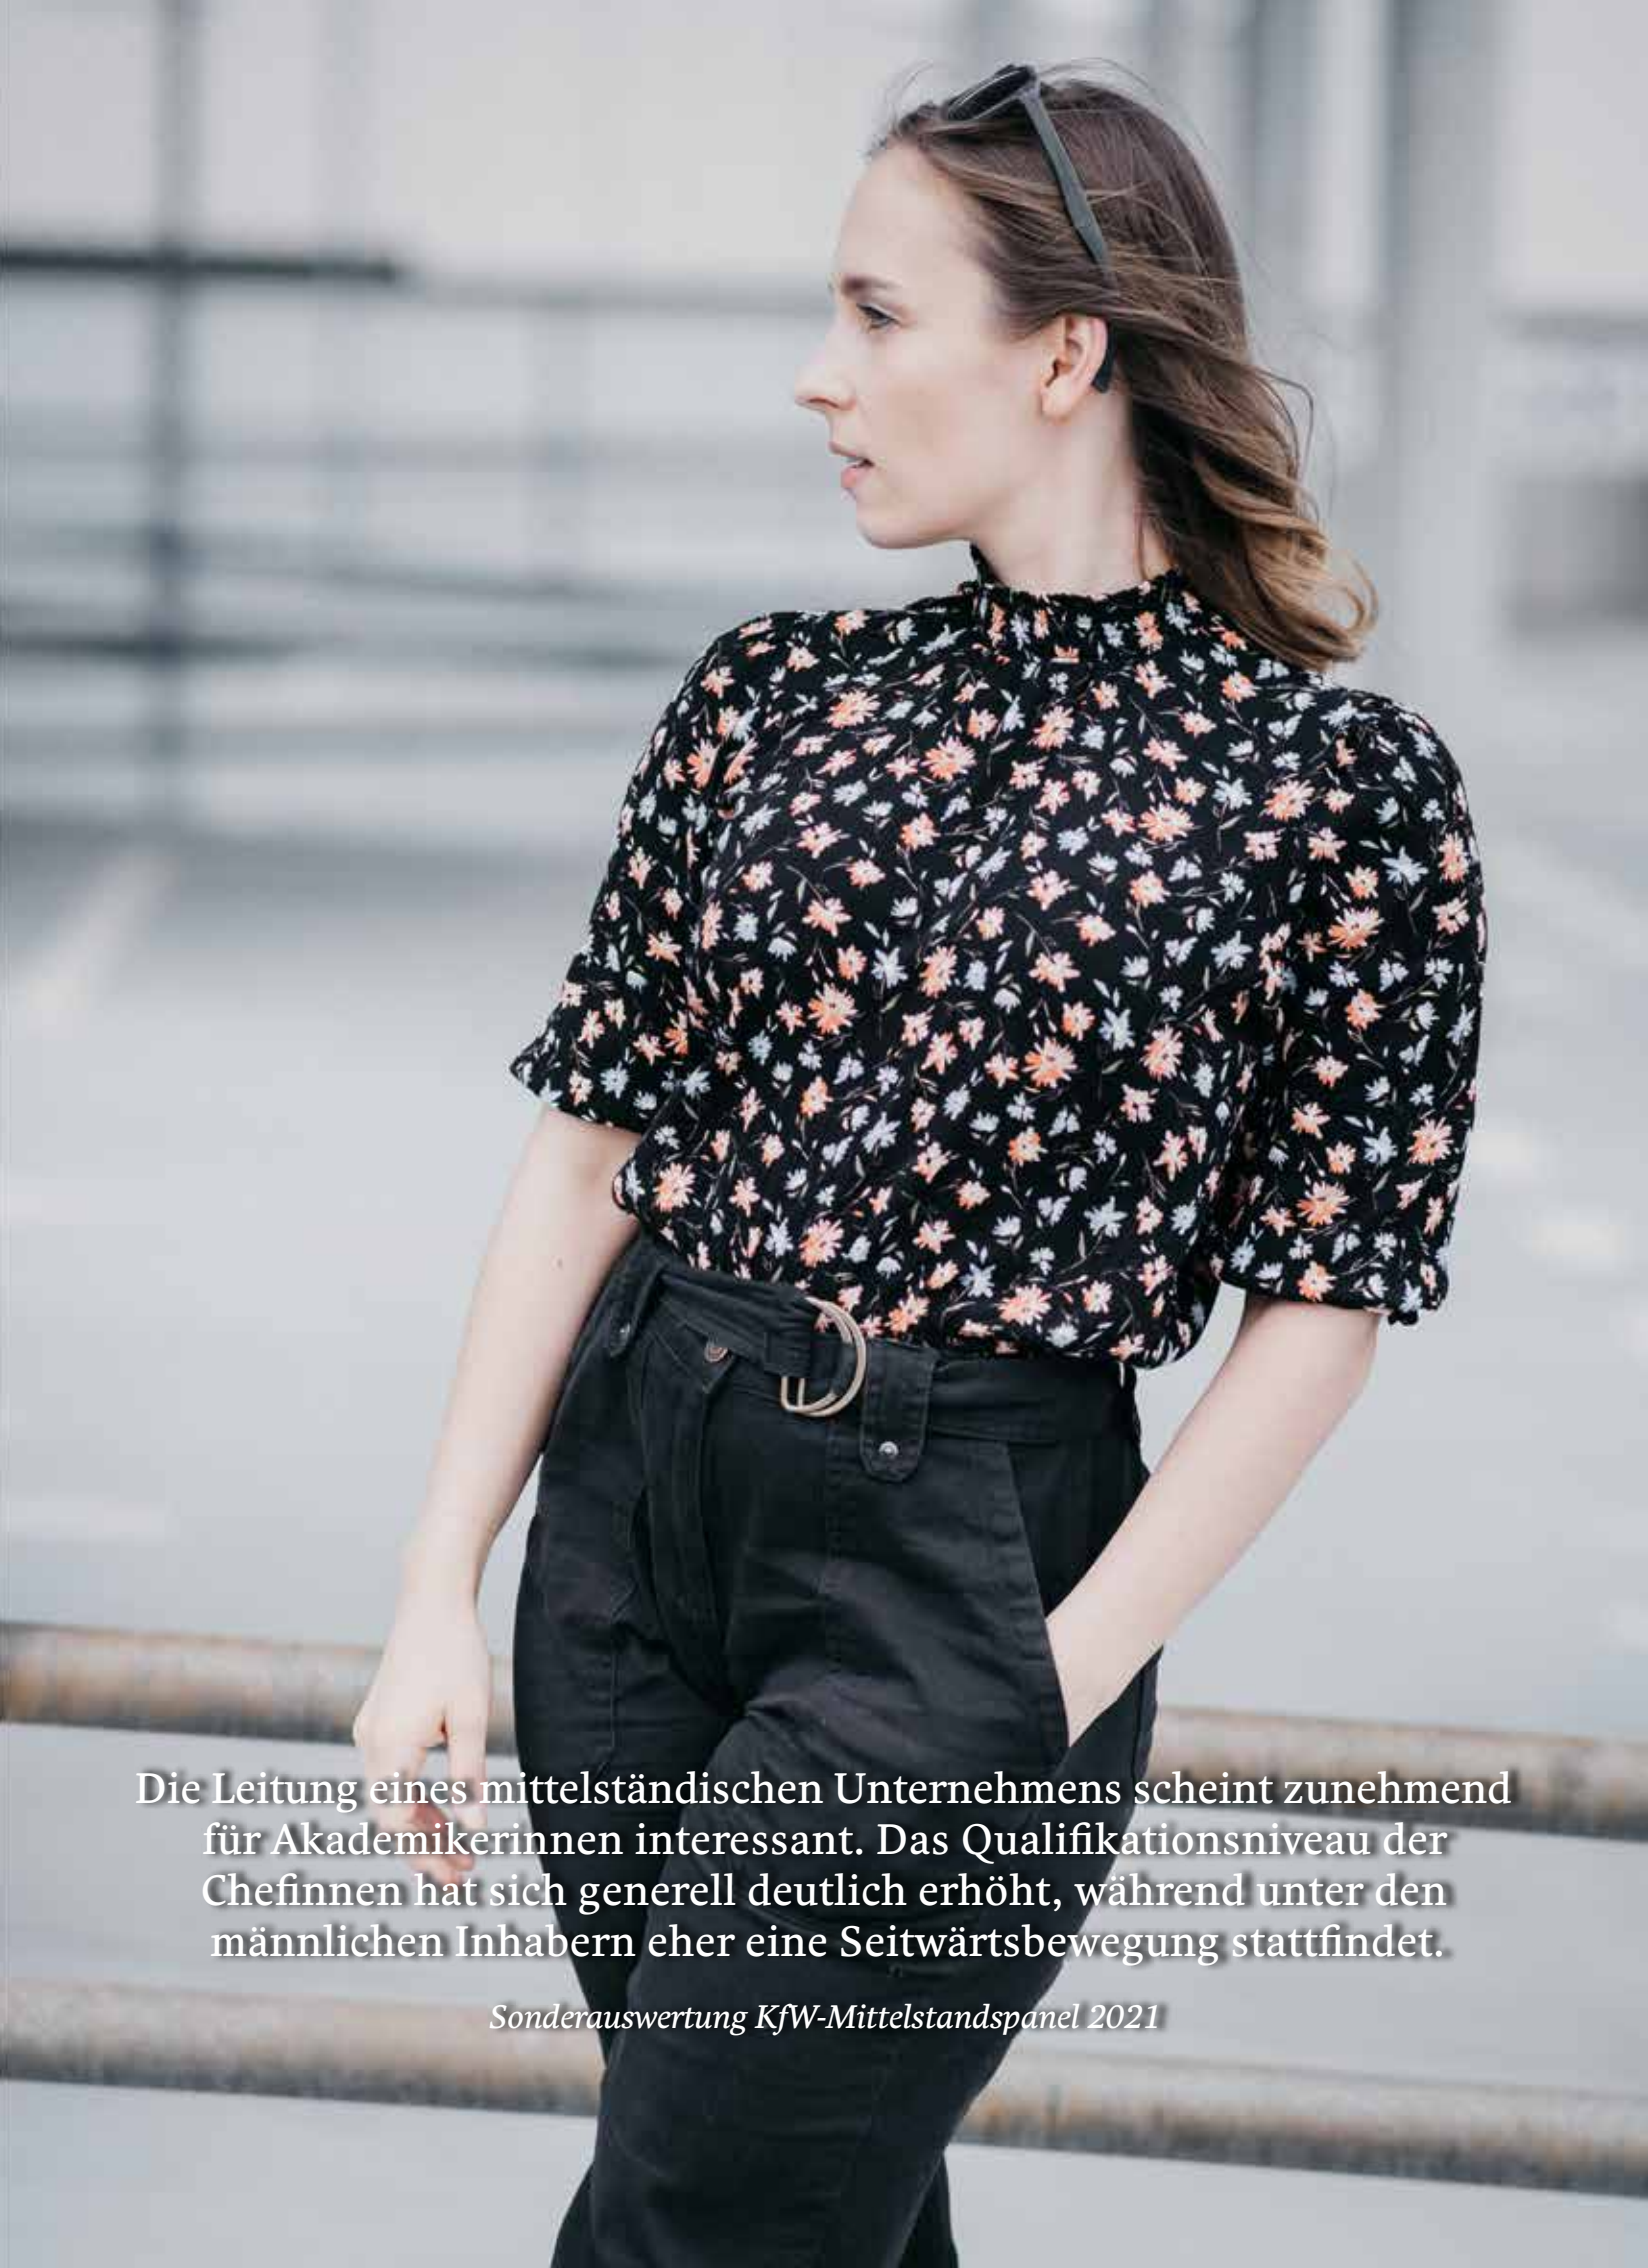 Die Leitung eines mittelständischen Unternehmens scheint zunehmend
für Akademikerinnen interessant. Das Qualifikationsniveau der
Chefinnen hat sich generell deutlich erhöht, während unter den
männlichen Inhabern eher eine Seitwärtsbewegung stattfindet.
Sonderauswertung KfW-Mittelstandspanel 2021